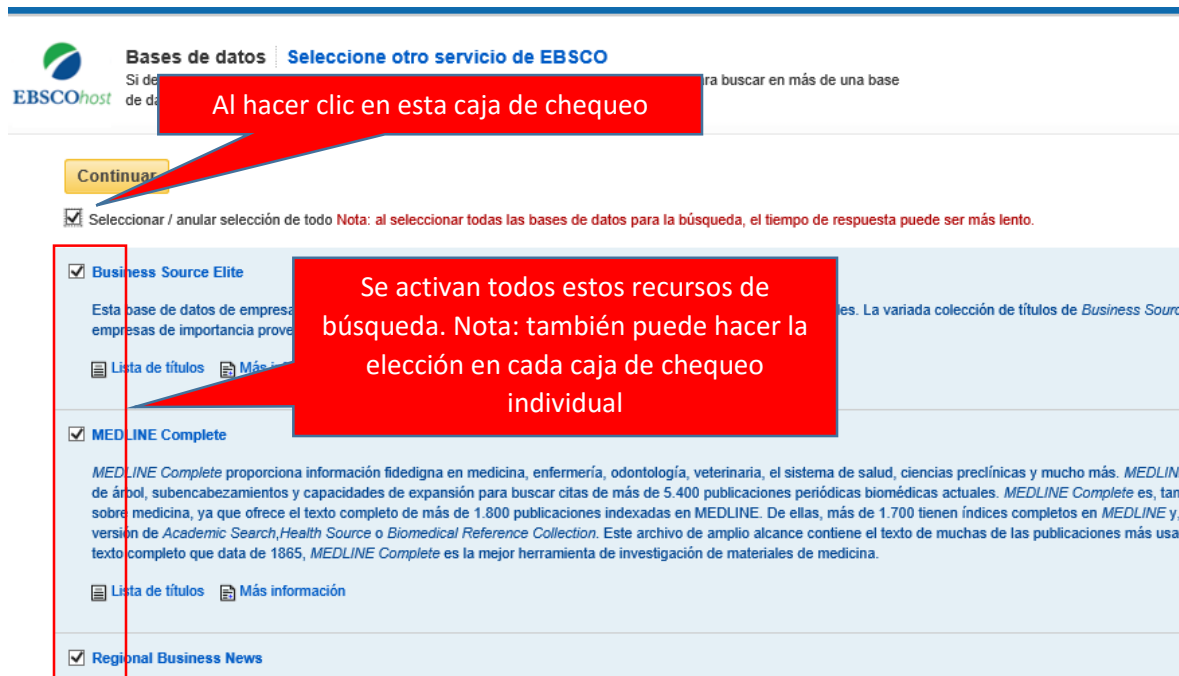 Bases de datos Seleccione otro servicio de EBSCO
Si de
ra buscar en más de una base
EBSCOhost de da
Al hacer clic en esta caja de chequeo
Continuar
Seleccionar / anular selección de todo Nota: al seleccionar todas las bases de datos para la búsqueda, el tiempo de respuesta puede ser más lento.
Business Source Elite
Esta base de datos de empresa
les. La variada colección de títulos de Business Sourc
empresas de importancia prove
Lista de títulos Más in
Se activan todos estos recursos de
búsqueda. Nota: también puede hacer la
elección en cada caja de chequeo
individual
MEDLINE Complete
MEDLINE Complete proporciona información fidedigna en medicina, enfermería, odontología, veterinaria, el sistema de salud, ciencias preclínicas y mucho más. MEDLIN
de árbol, subencabezamientos y capacidades de expansión para buscar citas de más de 5.400 publicaciones periódicas biomédicas actuales. MEDLINE Complete es, tam
sobre medicina, ya que ofrece el texto completo de más de 1.800 publicaciones indexadas en MEDLINE. De ellas, más de 1.700 tienen índices completos en MEDLINE y,
versión de Academic Search,Health Source o Biomedical Reference Collection. Este archivo de amplio alcance contiene el texto de muchas de las publicaciones más usa
texto completo que data de 1865, MEDLINE Complete es la mejor herramienta de investigación de materiales de medicina.
Lista de títulos Más información
Regional Business News